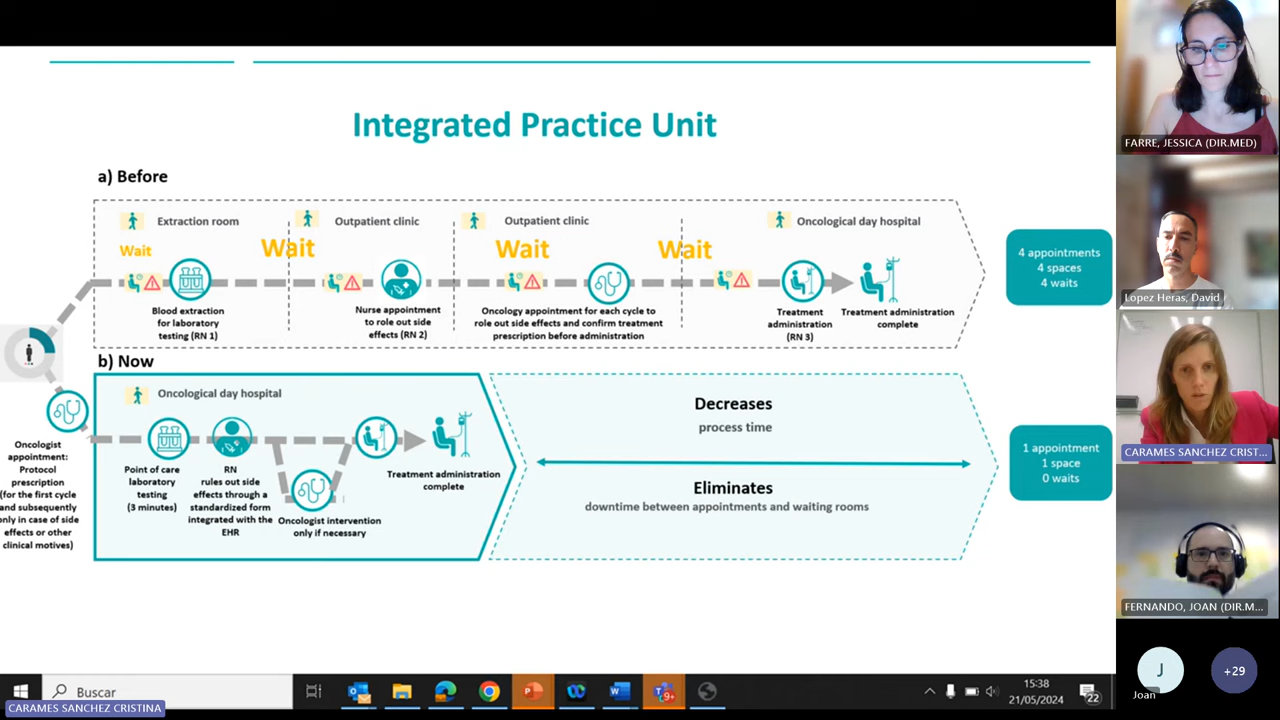 Integrated Practice Unit
a) Before
Extraction room
Outpatient clinic
Outpatient clinic
Oncological day hospital
Wait
Wait
Wait
Wait
Blood extraction
for laboratory
testing (RN 1)
Nurse appointment
to role out side
effects (RN 2)
Oncology appointment for each cycle to
role out side effects and confirm treatment
prescription before administration
Treatment
administration
(RN 3)
Treatment administration
complete
4 appointments
4 spaces
4 waits
b) Now
Oncologist
appointment:
Protocol
prescription
(for the first cycle
and subsequently
only in case of side
effects or other
clinical motives)
Oncological day hospital
Point of care
laboratory
testing
(3 minutes)
RN
rules out side
effects through a
standardized form
integrated with the
EHR
Oncologist intervention
only if necessary
Treatment administration
complete
Decreases
process time
Eliminates
downtime between appointments and waiting rooms
1 appointment
1 space
0 waits
FARRE, JESSICA (DIR.MED)
Lopez Heras, David
CARAMES SANCHEZ CRIST...
FERNANDO, JOAN (DIR.M...
J
Joan
+29
Buscar
9+
15:38
21/05/2024
22
CARAMES SANCHEZ CRISTINA